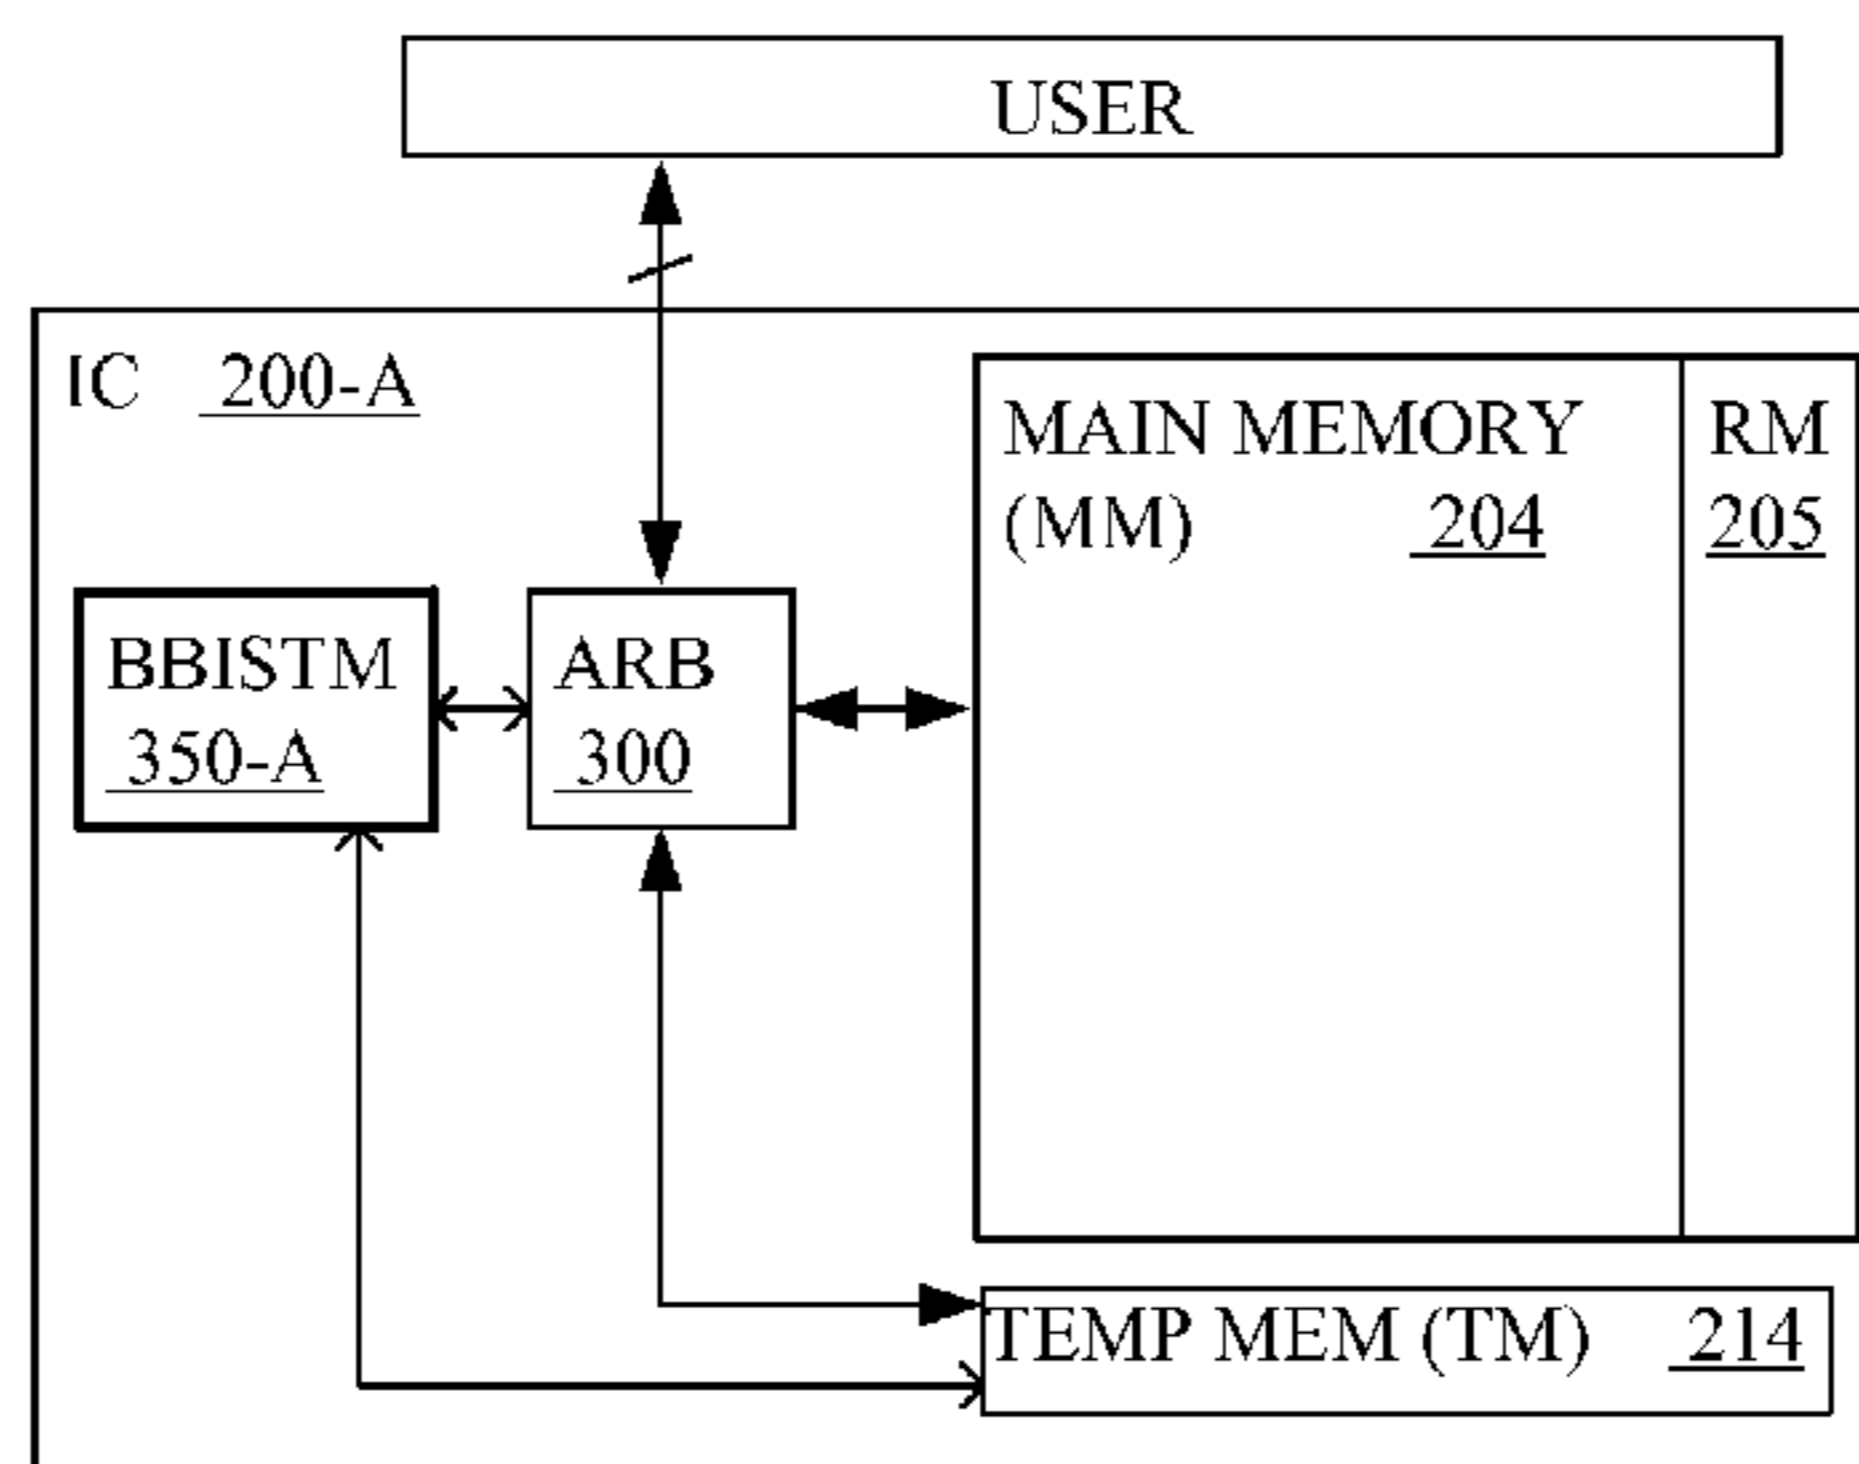 USER
IC 200-A
MAIN MEMORY
(MM) 204
RM
205
BBISTM
350-A
ARB
300
TEMP MEM (TM) 214